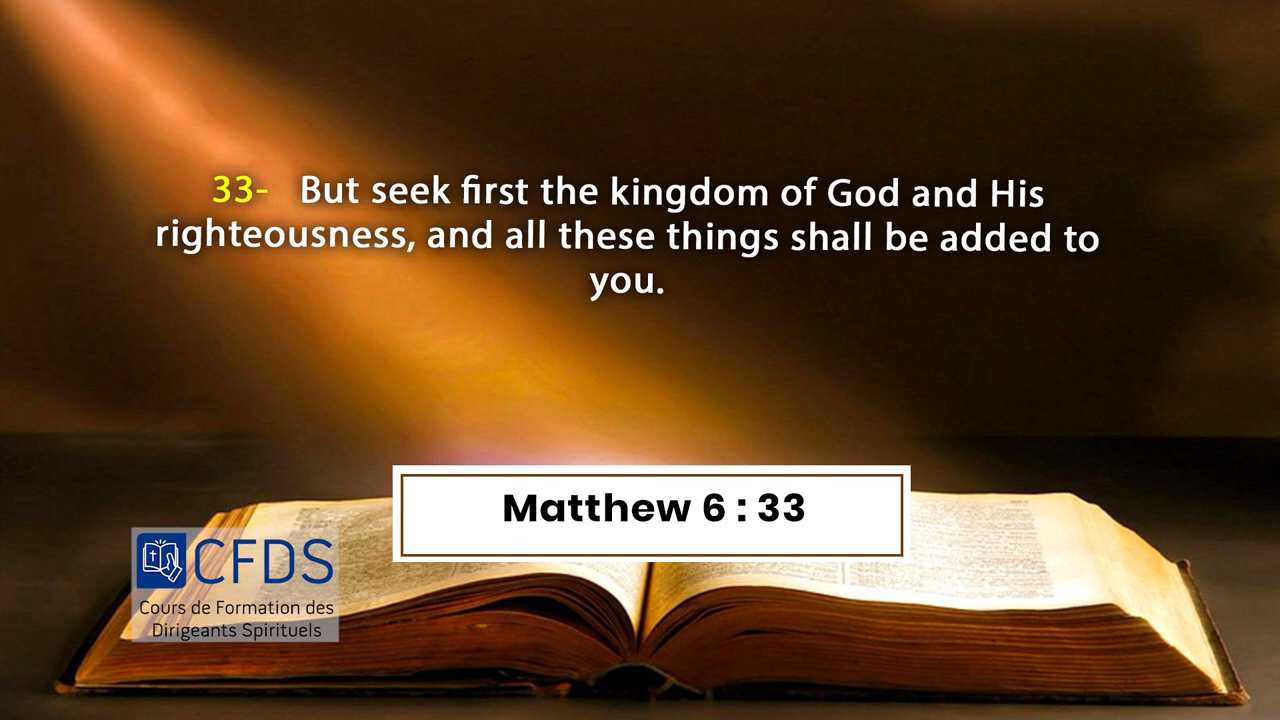 33- But seek first the kingdom of God and His
righteousness, and all these things shall be added to
you.
Matthew 6 : 33
CFDS
Cours de Formation des
Dirigeants Spirituels